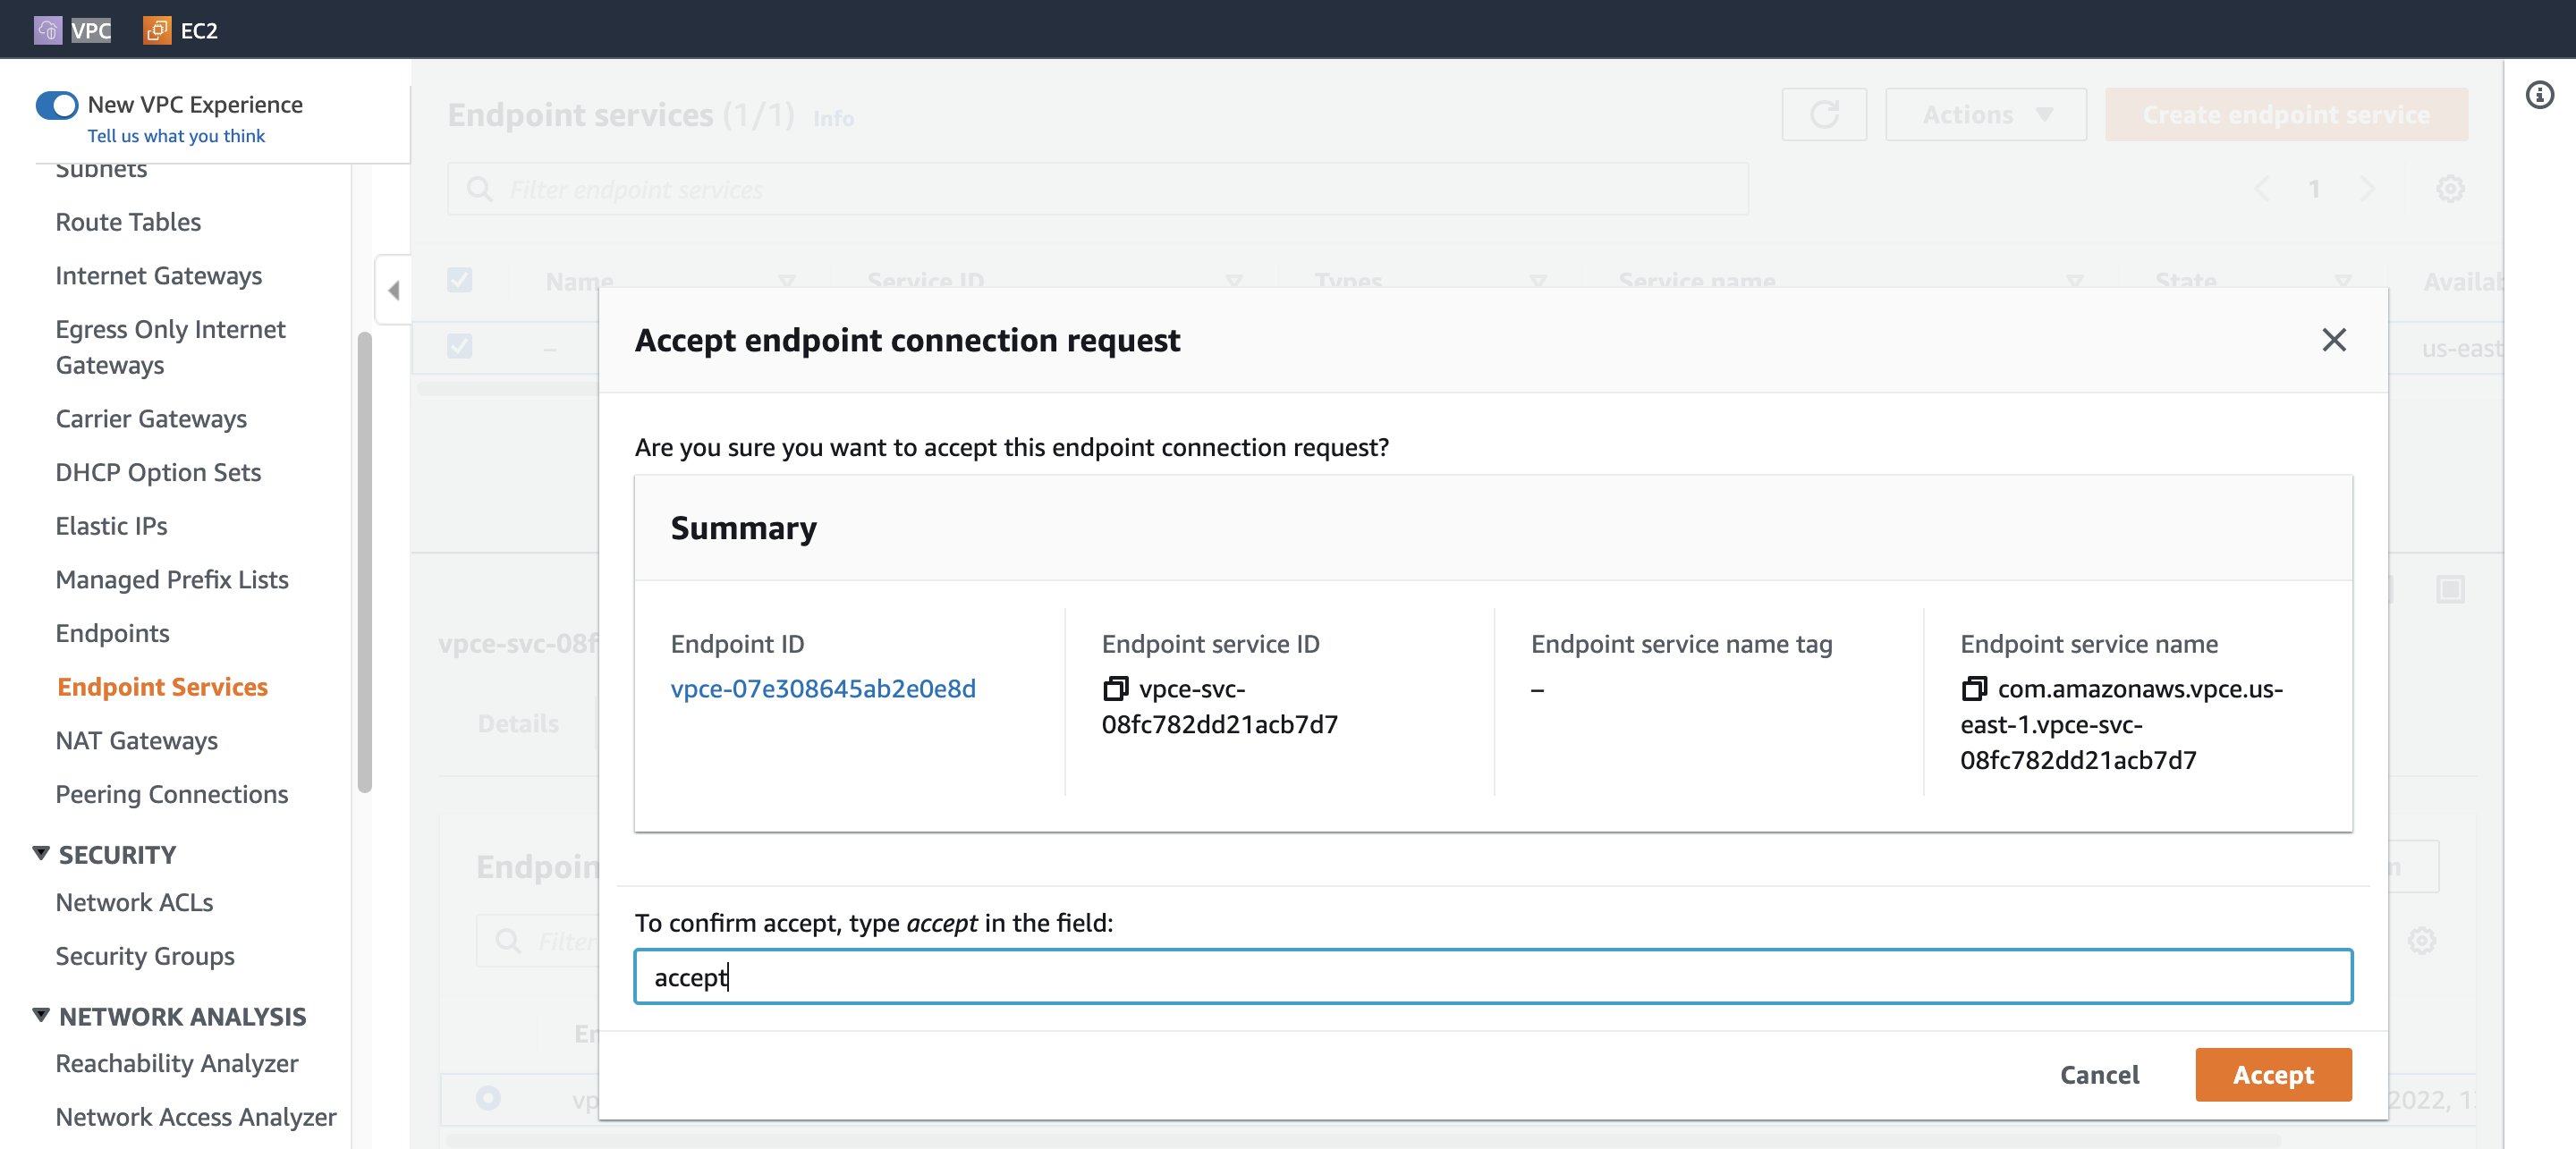 VPC
EC2
New VPC Experience
Tell us what you think
Subnets
Route Tables
Internet Gateways
Egress Only Internet
Gateways
Carrier Gateways
DHCP Option Sets
Elastic IPs
Managed Prefix Lists
Endpoints
Endpoint Services
NAT Gateways
Peering Connections
SECURITY
Network ACLs
Security Groups
NETWORK ANALYSIS
Reachability Analyzer
Network Access Analyzer
Endpoint services (1/1) Info
Actions
Create endpoint service
Filter endpoint services
1
Name
Service ID
Types
Service name
State
–
us-east
Accept endpoint connection request
Are you sure you want to accept this endpoint connection request?
Summary
Endpoint ID
vpce-07e308645ab2e0e8d
Endpoint service ID
vpce-svc-
08fc782dd21acb7d7
Endpoint service name tag
–
Endpoint service name
com.amazonaws.vpce.us-
east-1.vpce-svc-
08fc782dd21acb7d7
vpce-svc-08f
Details
Filter
To confirm accept, type accept in the field:
accept
Cancel
Accept
2022, 1